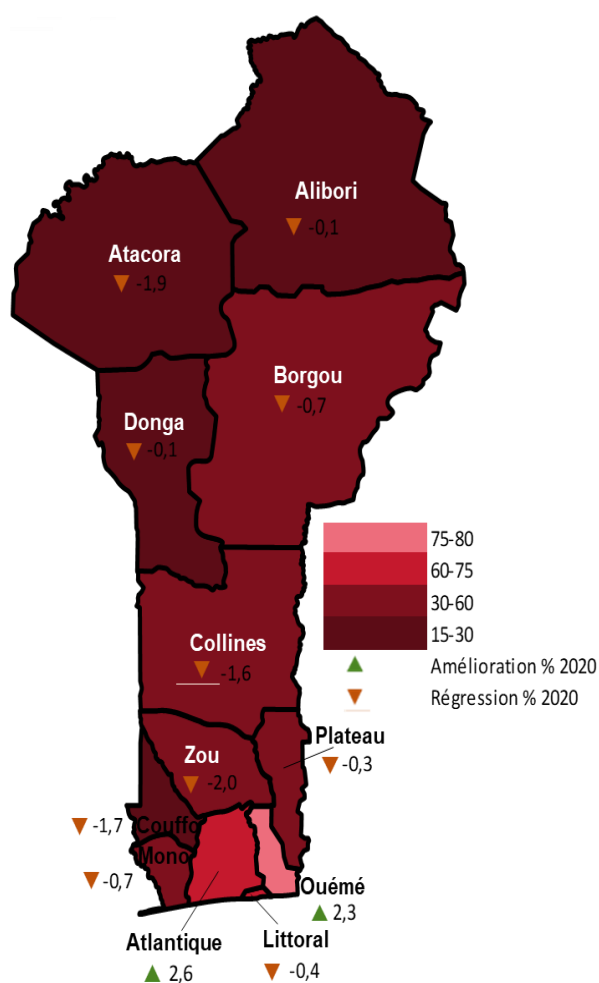 Alibori
▼ -0,1
Atacora
▼ -1,9
Borgou
▼ -0,7
Donga
▼ -0,1
75-80
60-75
30-60
15-30
▲ Amélioration % 2020
▼ Régression % 2020
Collines
▼ -1,6
Plateau
▼ -0,3
Zou
▼ -2,0
▼ -1,7 Couffo
Mono
▼ -0,7
Ouémé
▲ 2,3
Atlantique
▲ 2,6
Littoral
▼ -0,4